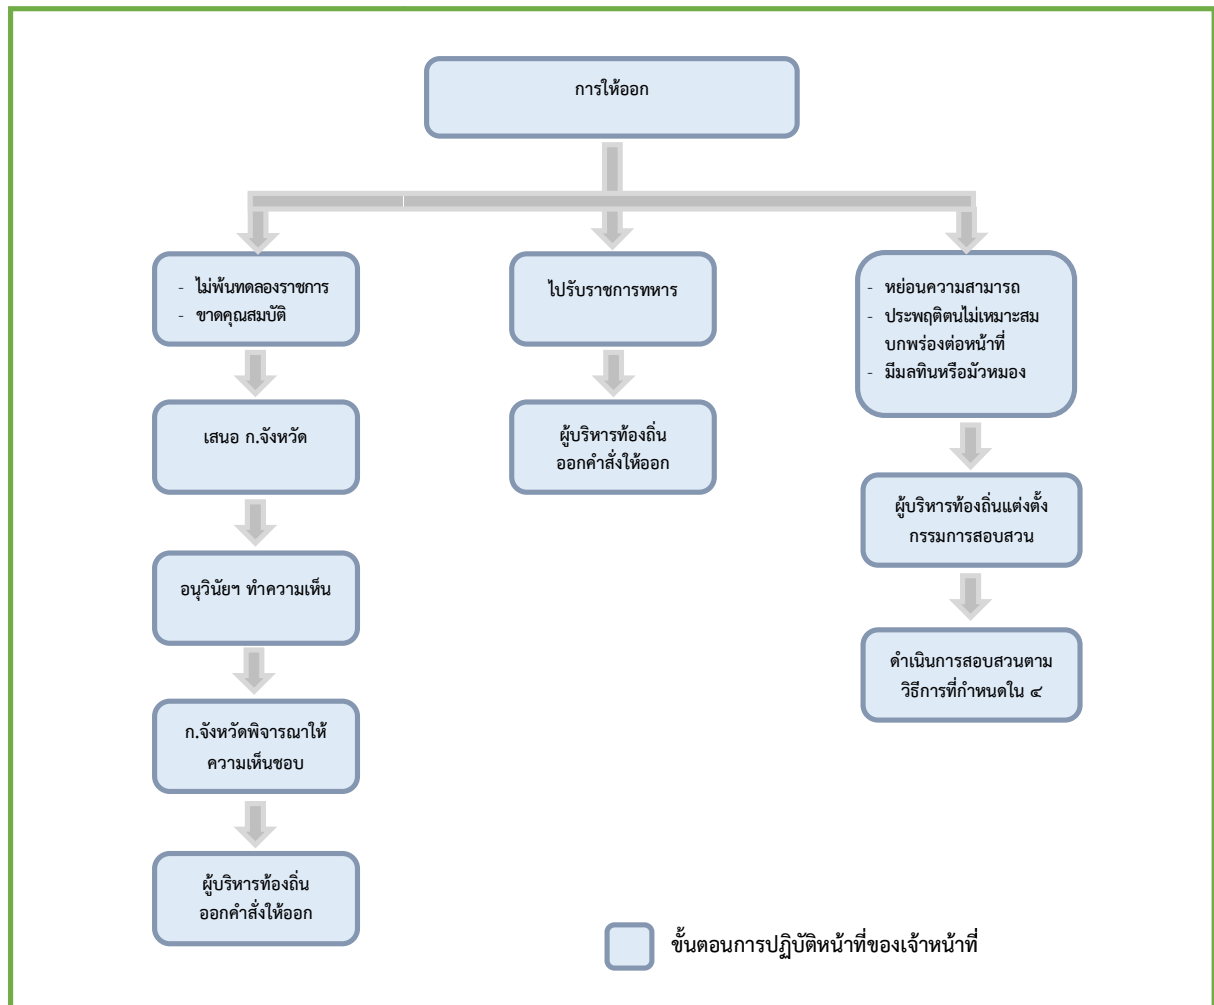 การให้ออก
- ไม่พ้นทดลองราชการ
- ขาดคุณสมบัติ
เสนอ ก.จังหวัด
อนุวินัยฯ ทำความเห็น
ก.จังหวัดพิจารณาให้
ความเห็นชอบ
ผู้บริหารท้องถิ่น
ออกคำสั่งให้ออก
ไปรับราชการทหาร
ผู้บริหารท้องถิ่น
ออกคำสั่งให้ออก
- หย่อนความสามารถ
- ประพฤติตนไม่เหมาะสม
บกพร่องต่อหน้าที่
- มีมลทินหรือมัวหมอง
ผู้บริหารท้องถิ่นแต่งตั้ง
กรรมการสอบสวน
ดำเนินการสอบสวนตาม
วิธีการที่กำหนดใน ๔
ขั้นตอนการปฏิบัติหน้าที่ของเจ้าหน้าที่